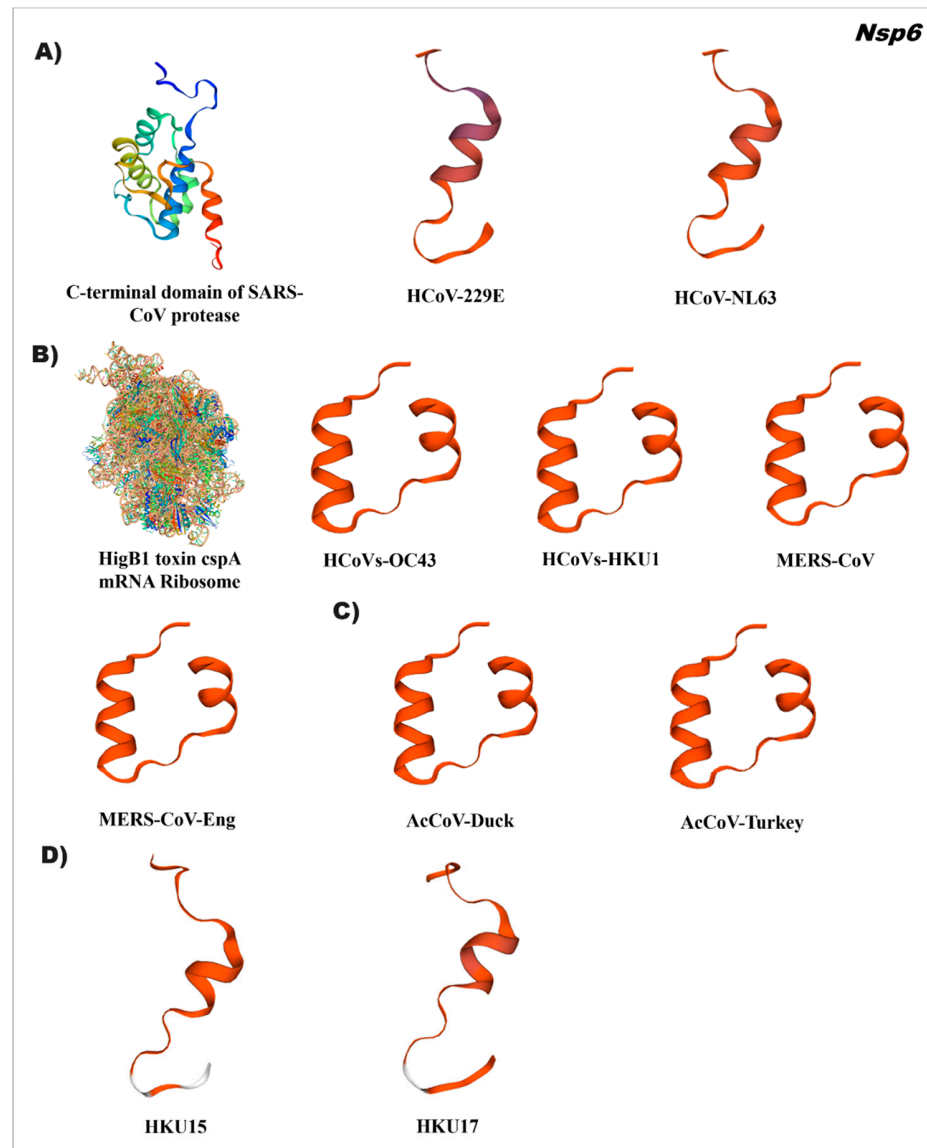 Nsp6
A)
C-terminal domain of SARS-
CoV protease
HCoV-229E
HCoV-NL63
B)
HigB1 toxin cspA
mRNA Ribosome
HCoVs-OC43
HCoVs-HKU1
MERS-CoV
C)
MERS-CoV-Eng
AcCoV-Duck
AcCoV-Turkey
D)
HKU15
HKU17